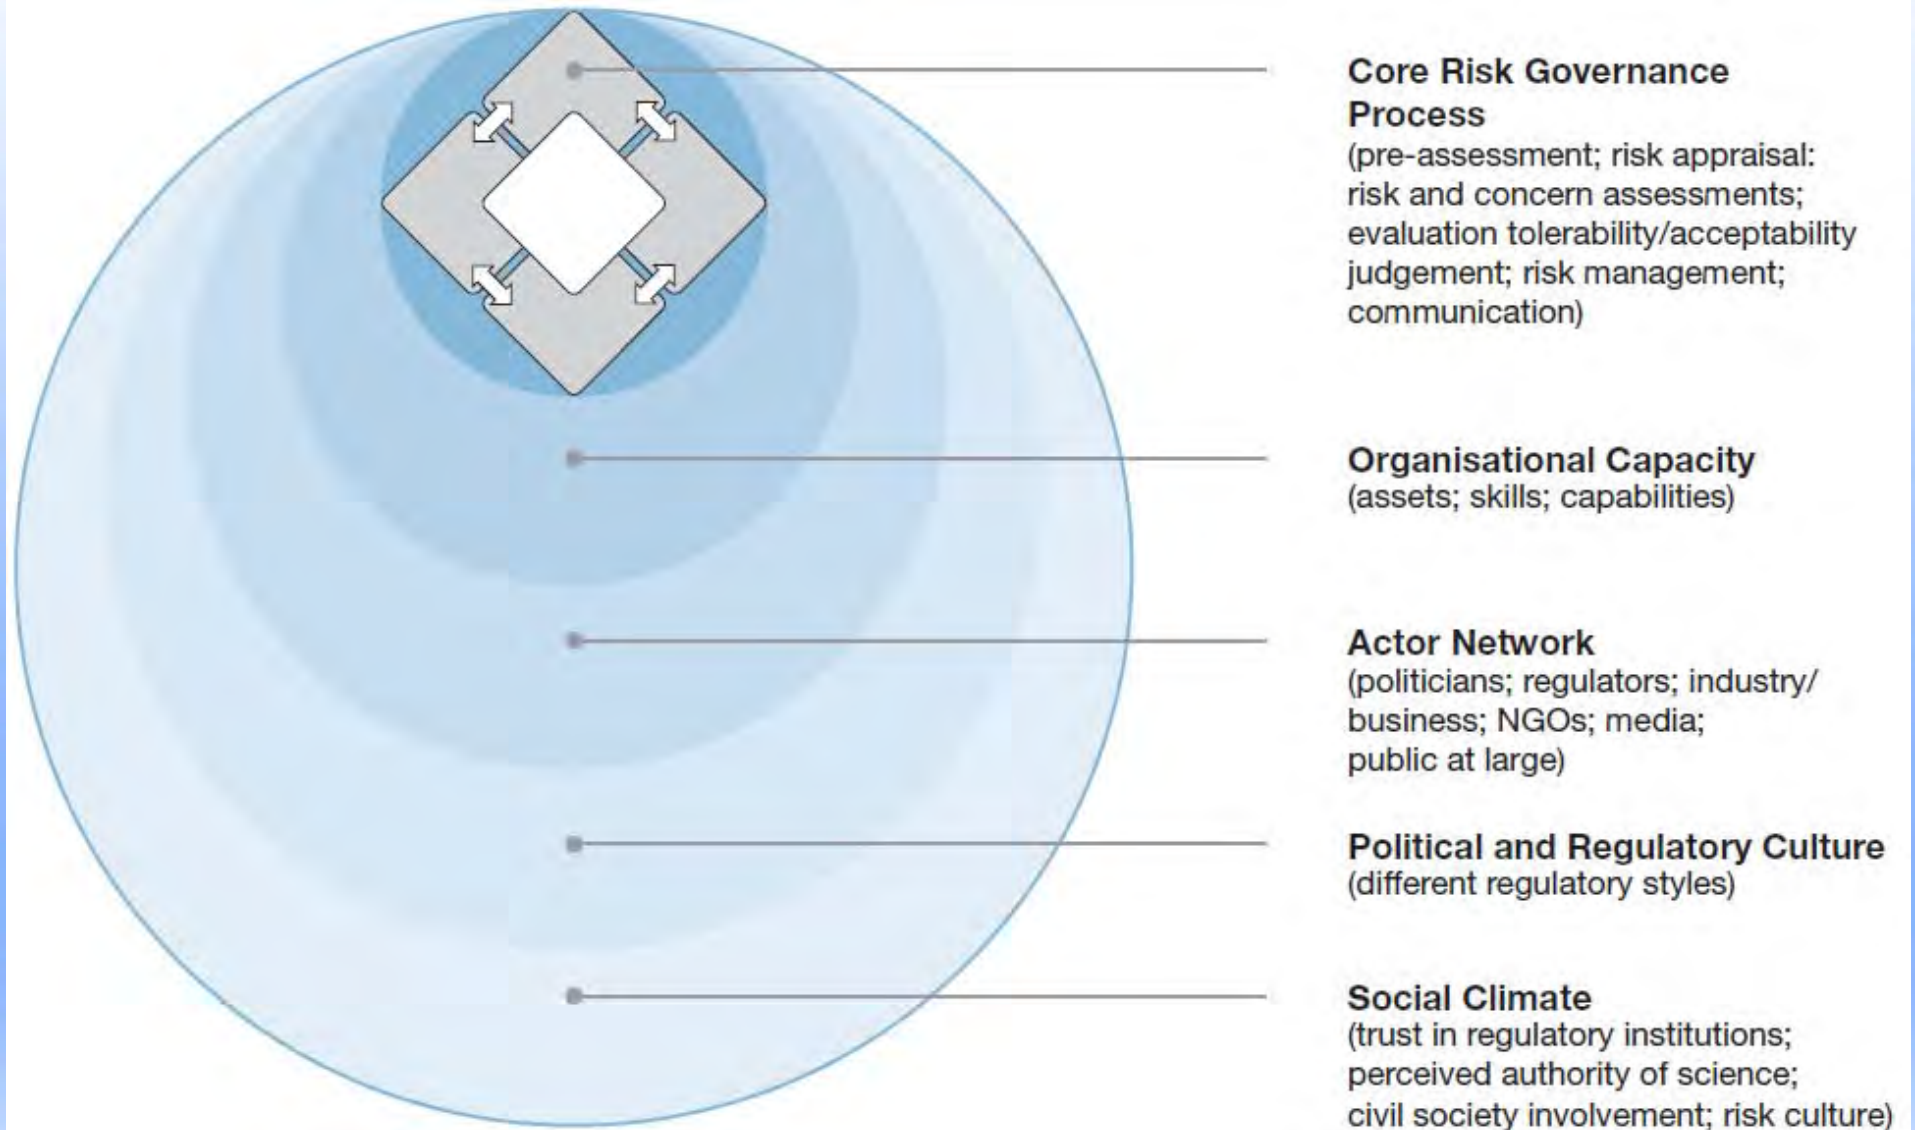 Core Risk Governance
Process
(pre-assessment; risk appraisal:
risk and concern assessments;
evaluation tolerability/acceptability
judgement; risk management;
communication)
Organisational Capacity
(assets; skills; capabilities)
Actor Network
(politicians; regulators; industry/
business; NGOs; media;
public at large)
Political and Regulatory Culture
(different regulatory styles)
Social Climate
(trust in regulatory institutions;
perceived authority of science;
civil society involvement; risk culture)